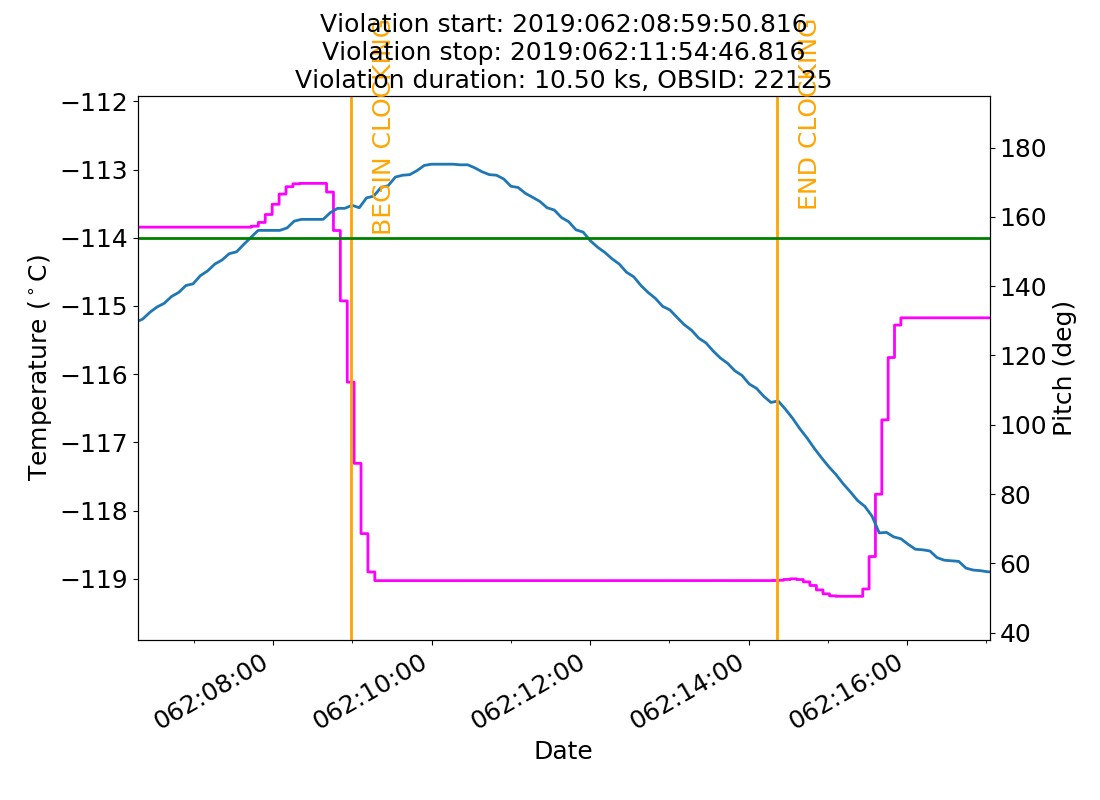 Violation start: 2019:062:08:59:50.816
Violation stop: 2019:062:11:54:46.816
Violation duration: 10.50 ks, OBSID: 22125
BEGIN CLOCKING
END CLOCKING
−112
−113
−114
−115
−116
−117
−118
−119
Temperature (°C)
180
160
140
120
100
80
60
40
Pitch (deg)
062:08:00
062:10:00
062:12:00
062:14:00
062:16:00
Date